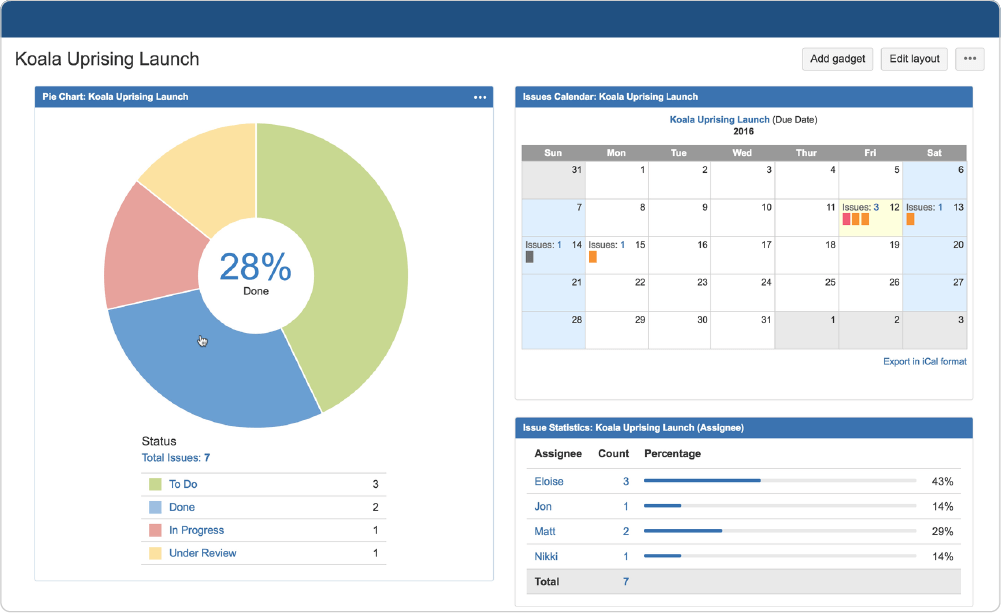 Koala Uprising Launch
Add gadget Edit layout •••
Pie Chart: Koala Uprising Launch •••
28%
Done
Status
Total Issues: 7
To Do 3
Done 2
In Progress 1
Under Review 1
Issues Calendar: Koala Uprising Launch
Koala Uprising Launch (Due Date)
2016
Sun Mon Tue Wed Thur Fri Sat
31 1 2 3 4 5 6
7 8 9 10 11 Issues: 3 12 Issues: 1 13
Issues: 1 14 Issues: 1 15 16 17 18 19 20
21 22 23 24 25 26 27
28 29 30 31 1 2 3
Export in iCal format
Issue Statistics: Koala Uprising Launch (Assignee)
Assignee Count Percentage
Eloise 3 43%
Jon 1 14%
Matt 2 29%
Nikki 1 14%
Total 7